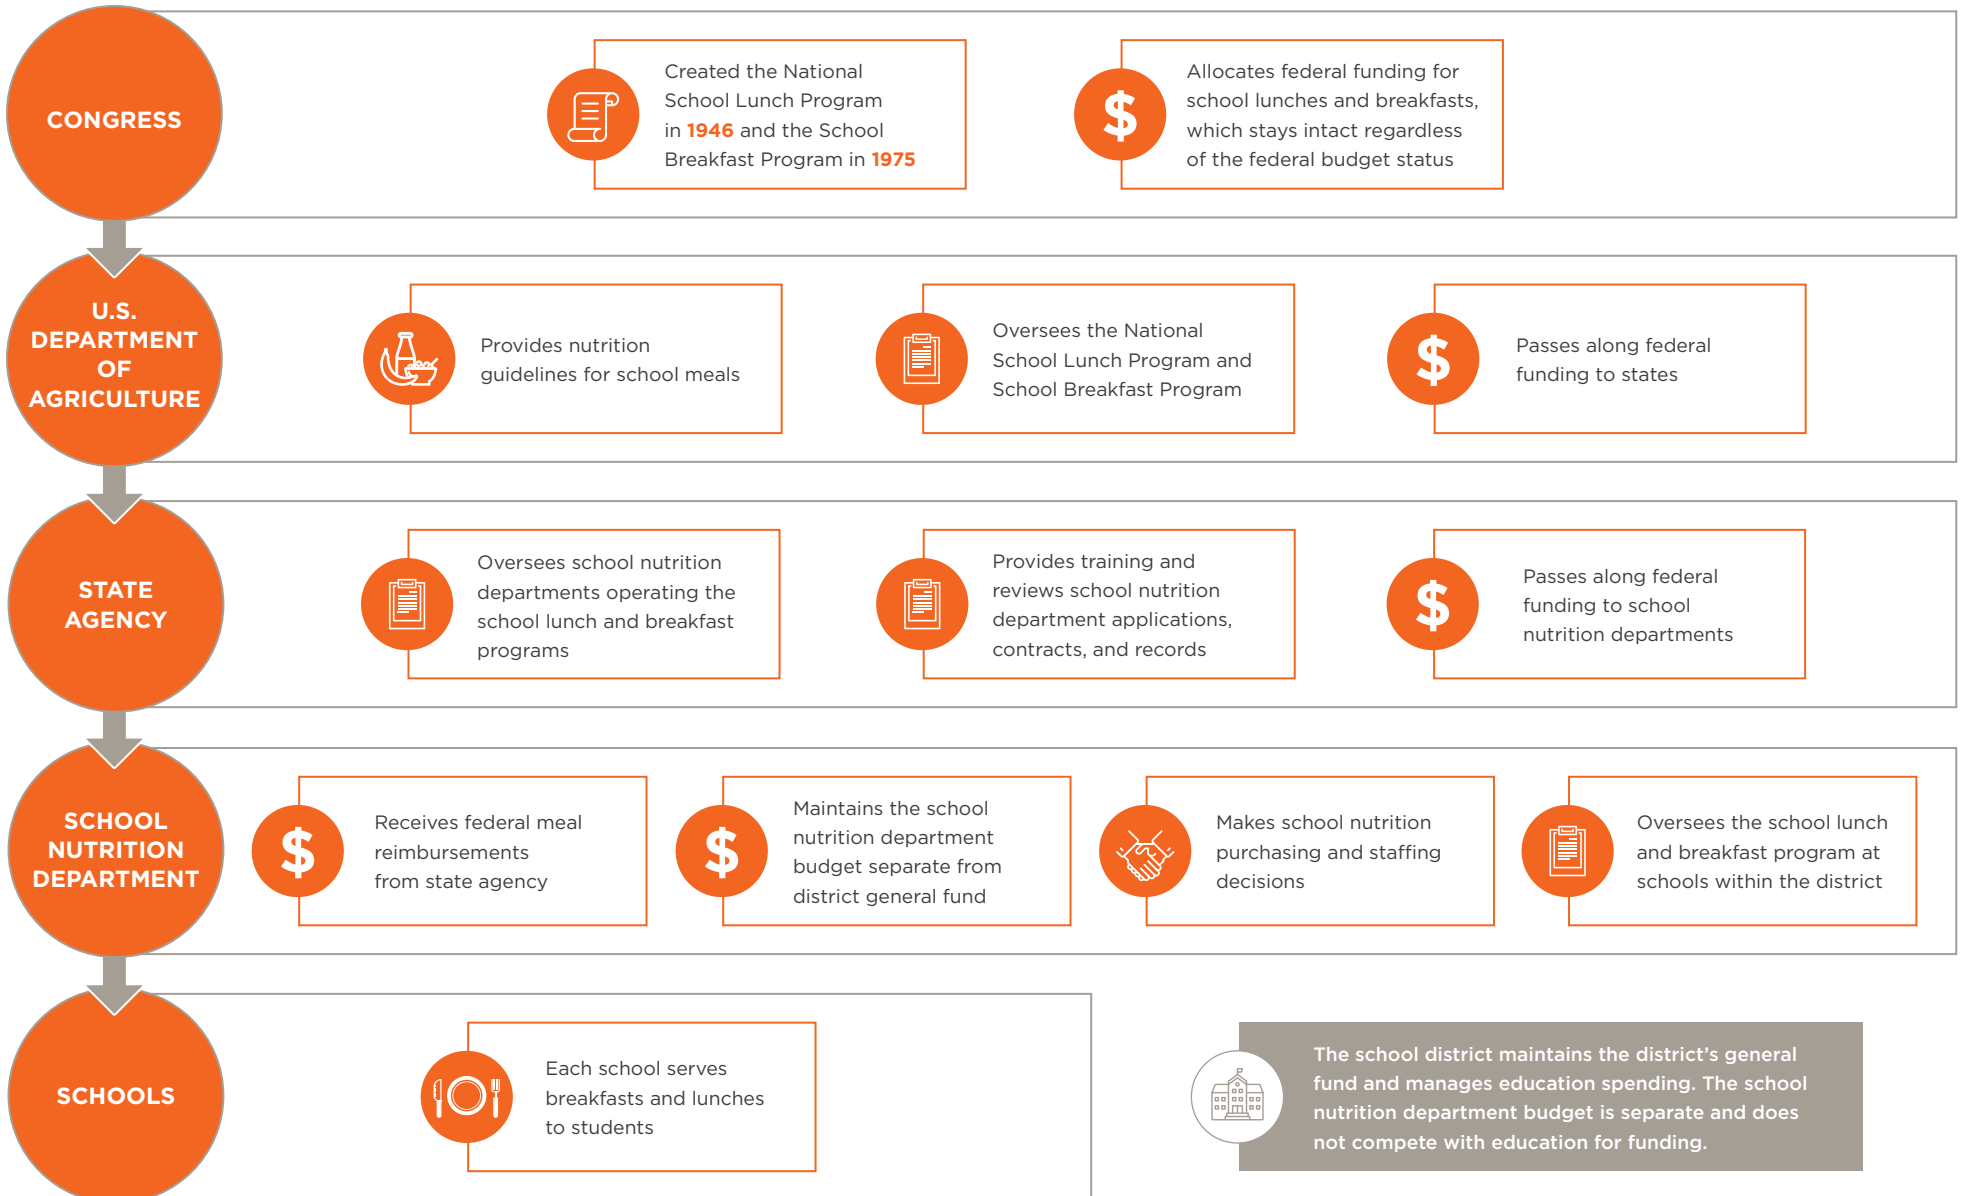 CONGRESS
Created the National
School Lunch Program
in 1946 and the School
Breakfast Program in 1975
$
Allocates federal funding for
school lunches and breakfasts,
which stays intact regardless
of the federal budget status
U.S.
DEPARTMENT
OF
AGRICULTURE
Provides nutrition
guidelines for school meals
Oversees the National
School Lunch Program and
School Breakfast Program
$
Passes along federal
funding to states
STATE
AGENCY
Oversees school nutrition
departments operating the
school lunch and breakfast
programs
Provides training and
reviews school nutrition
department applications,
contracts, and records
$
Passes along federal
funding to school
nutrition departments
SCHOOL
NUTRITION
DEPARTMENT
$
Receives federal meal
reimbursements
from state agency
$
Maintains the school
nutrition department
budget separate from
district general fund
Makes school nutrition
purchasing and staffing
decisions
Oversees the school lunch
and breakfast program at
schools within the district
SCHOOLS
Each school serves
breakfasts and lunches
to students
The school district maintains the district’s general
fund and manages education spending. The school
nutrition department budget is separate and does
not compete with education for funding.